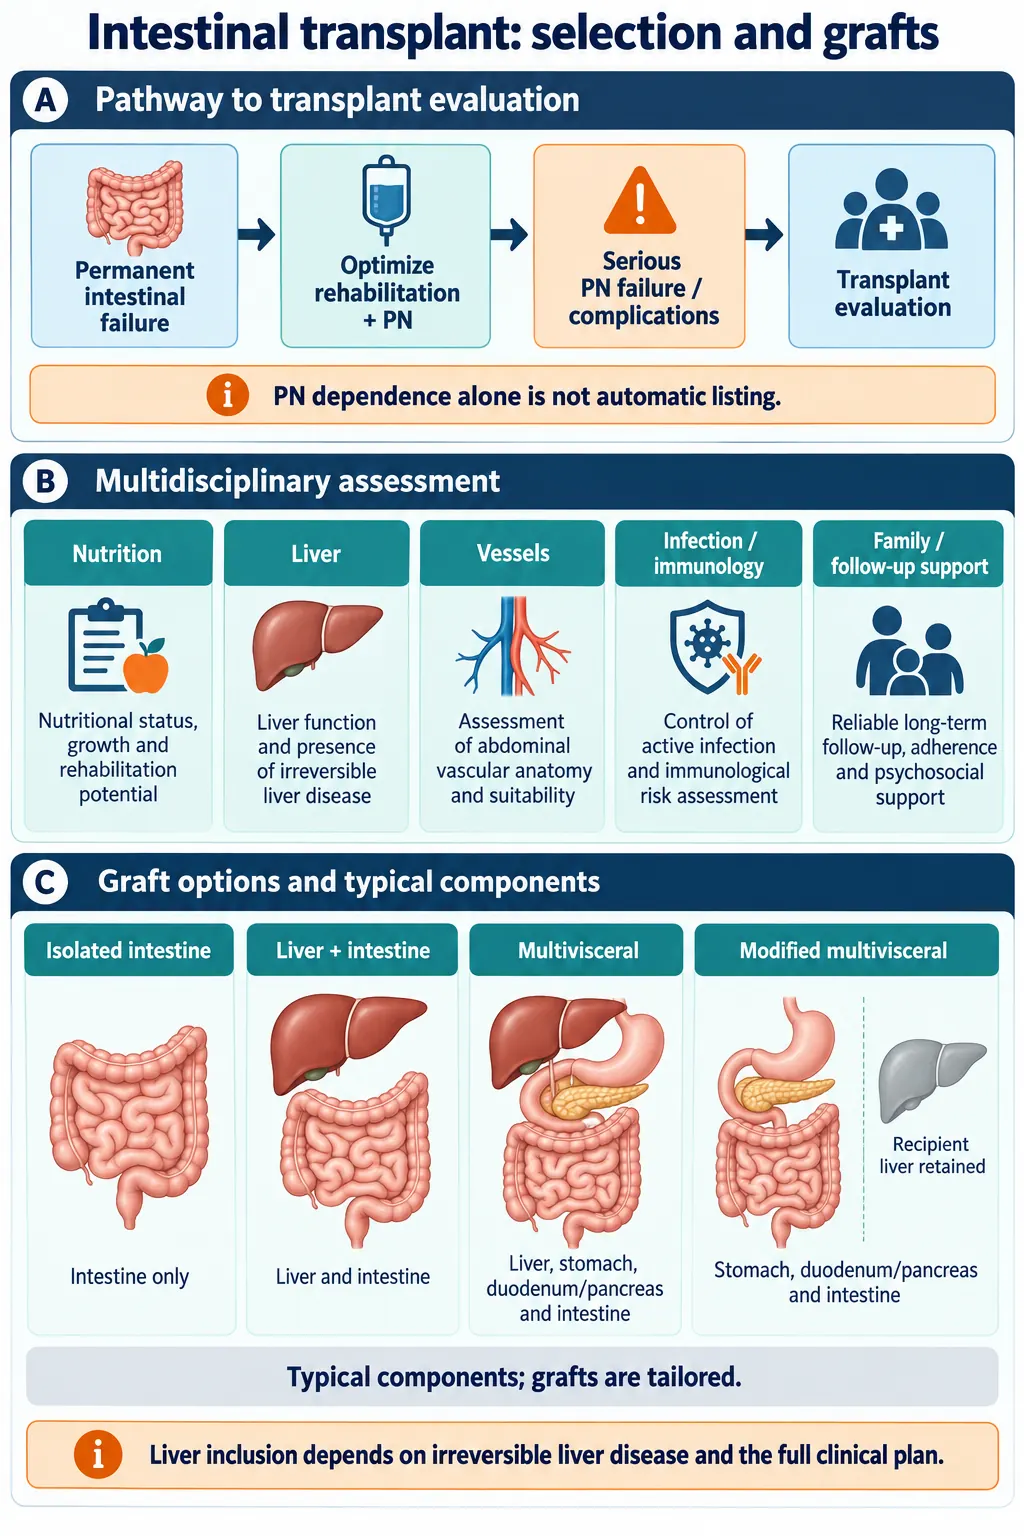 Intestinal transplant: selection and grafts
A
Pathway to transplant evaluation
Permanent
intestinal
failure
Optimize
rehabilitation
+ PN
Serious
PN failure /
complications
Transplant
evaluation
PN dependence alone is not automatic listing.
B
Multidisciplinary assessment
Nutrition
Nutritional status,
growth and
rehabilitation
potential
Liver
Liver function
and presence
of irreversible
liver disease
Vessels
Assessment
of abdominal
vascular anatomy
and suitability
Infection /
immunology
Control of
active infection
and immunological
risk assessment
Family /
follow-up support
Reliable long-term
follow-up, adherence
and psychosocial
support
C
Graft options and typical components
Isolated intestine
Intestine only
Liver + intestine
Liver and intestine
Multivisceral
Liver, stomach,
duodenum/pancreas
and intestine
Modified multivisceral
Recipient
liver retained
Stomach, duodenum/pancreas
and intestine
Typical components; grafts are tailored.
Liver inclusion depends on irreversible liver disease and the full clinical plan.